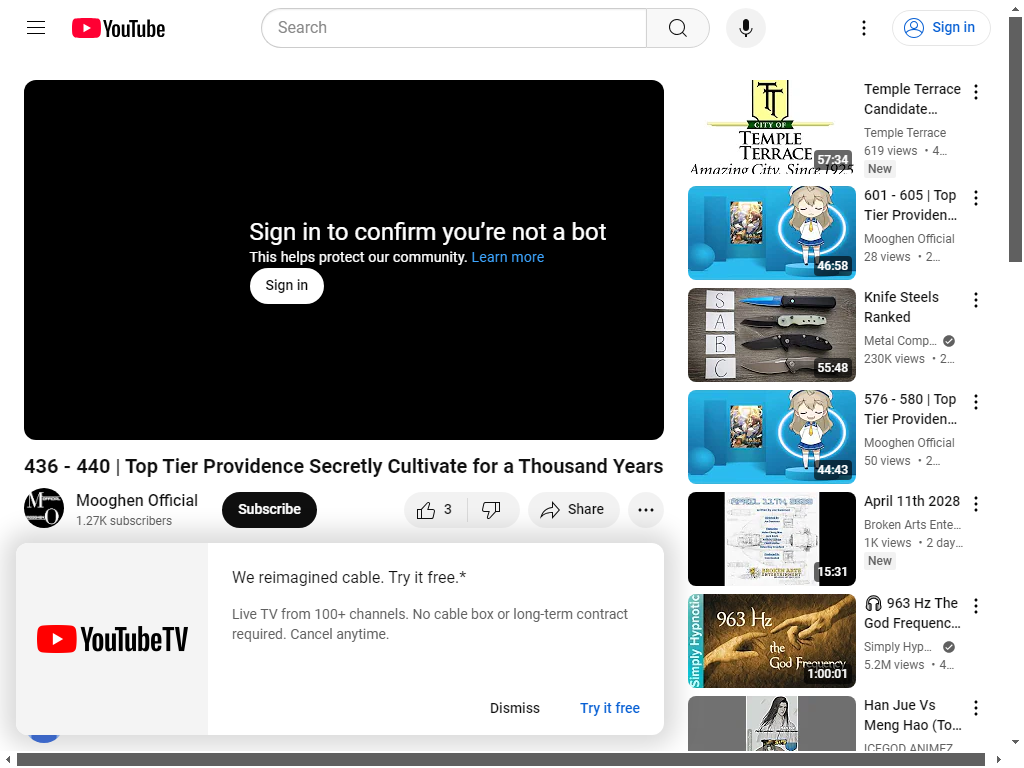 YouTube
Search
Sign in
Sign in to confirm you're not a bot
This helps protect our community. Learn more
Sign in
436 - 440 | Top Tier Providence Secretly Cultivate for a Thousand Years
Mooghen Official
1.27K subscribers
Subscribe
3
Share
We reimagined cable. Try it free.*
Live TV from 100+ channels. No cable box or long-term contract
required. Cancel anytime.
YouTubeTV
Dismiss
Try it free
TT
CITY OF
TEMPLE
TERRACE
Amazing City. Since 1925
57:34
Temple Terrace
Candidate...
Temple Terrace
619 views • 4...
New
46:58
601 - 605 | Top
Tier Providen...
Mooghen Official
28 views • 2...
S
A
B
C
55:48
Knife Steels
Ranked
Metal Comp...
230K views • 2...
44:43
576 - 580 | Top
Tier Providen...
Mooghen Official
50 views • 2...
APRIL 11TH, 2028
BROKEN ARTS
ENTERTAINMENT
15:31
April 11th 2028
Broken Arts Ente...
1K views • 2 day...
New
Simply Hypnotic
963 Hz
the
God Frequency
1:00:01
🎧 963 Hz The
God Frequenc...
Simply Hyp...
5.2M views • 4...
Han Jue Vs
Meng Hao (To...
ICEGOD ANIMEZ